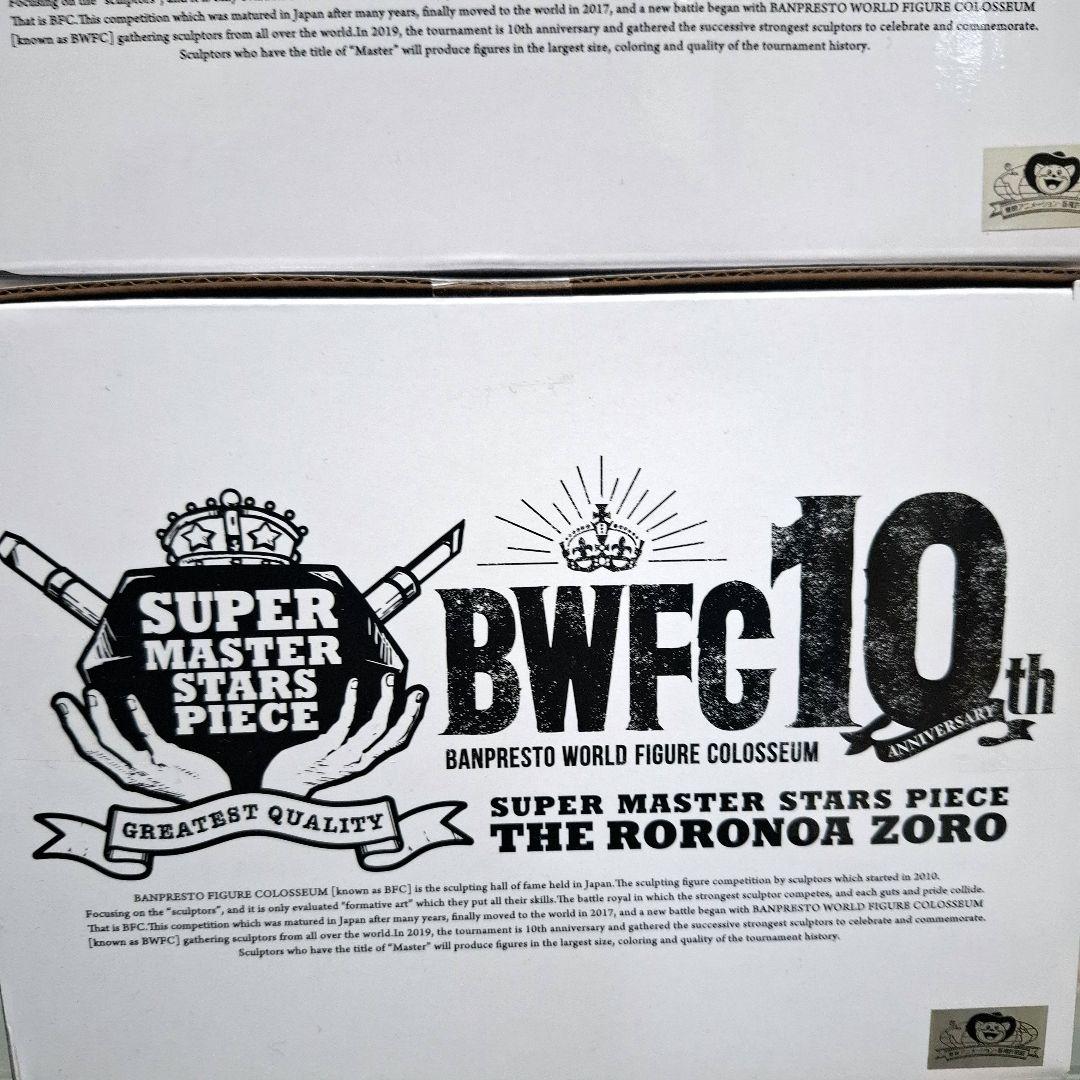 That is BFC.This competition which was matured in Japan after many years, finally moved to the world in 2017, and a new battle began with BANPRESTO WORLD FIGURE COLOSSEUM
[known as BWFC] gathering sculptors from all over the world.In 2019, the tournament is 10th anniversary and gathered the successive strongest sculptors to celebrate and commemorate.
Sculptors who have the title of "Master" will produce figures in the largest size, coloring and quality of the tournament history.
SUPER
MASTER
STARS
PIECE
GREATEST QUALITY
BWFC 10th
ANNIVERSARY
BANPRESTO WORLD FIGURE COLOSSEUM
SUPER MASTER STARS PIECE
THE RORONOA ZORO
BANPRESTO FIGURE COLOSSEUM [known as BFC] is the sculpting hall of fame held in Japan.The sculpting figure competition by sculptors which started in 2010.
Focusing on the "sculptors", and it is only evaluated "formative art" which they put all their skills.The battle royal in which the strongest sculptor competes, and each guts and pride collide.
That is BFC.This competition which was matured in Japan after many years, finally moved to the world in 2017, and a new battle began with BANPRESTO WORLD FIGURE COLOSSEUM
[known as BWFC] gathering sculptors from all over the world.In 2019, the tournament is 10th anniversary and gathered the successive strongest sculptors to celebrate and commemorate.
Sculptors who have the title of "Master" will produce figures in the largest size, coloring and quality of the tournament history.